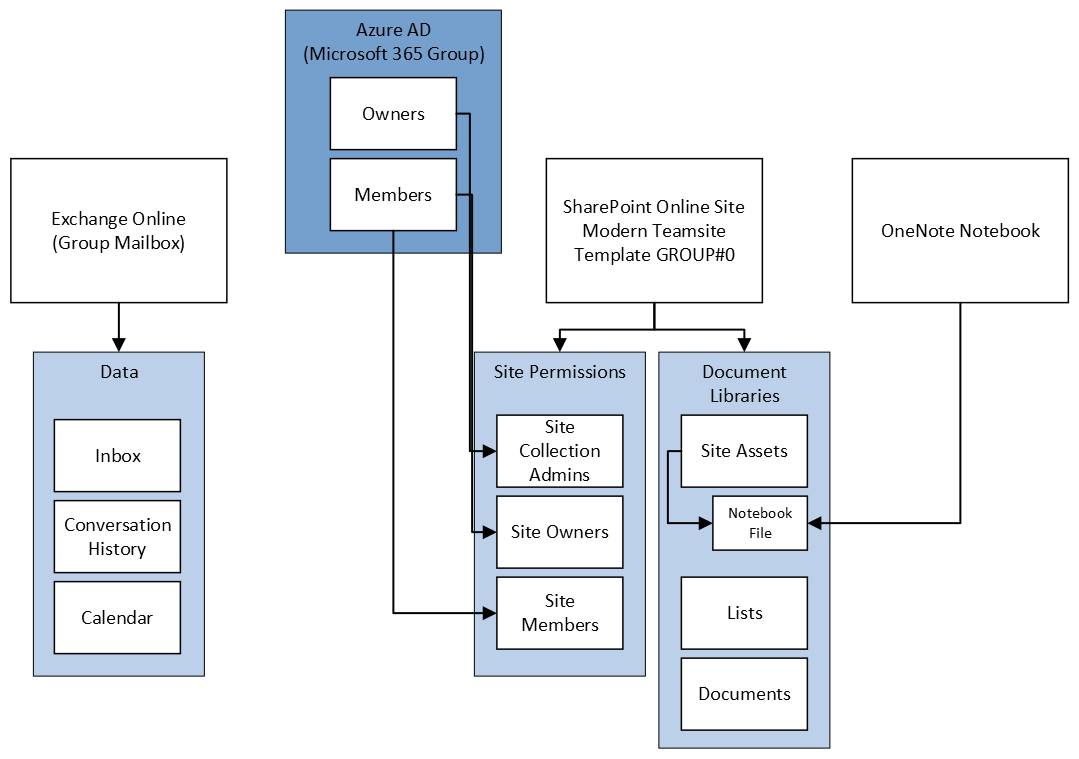 Azure AD
(Microsoft 365 Group)
Owners
Members
Exchange Online
(Group Mailbox)
SharePoint Online Site
Modern Teamsite
Template GROUP#0
OneNote Notebook
Data
Inbox
Conversation
History
Calendar
Site Permissions
Site
Collection
Admins
Site Owners
Site
Members
Document
Libraries
Site Assets
Notebook
File
Lists
Documents